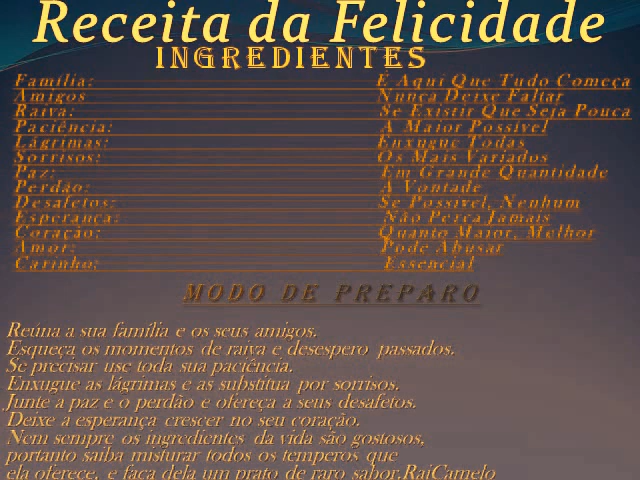 Receita da Felicidade
INGREDIENTES
Família: É Aqui Que Tudo Começa
Amigos Nunca Deixe Faltar
Raiva: Se Existir Que Seja Pouca
Paciência: A Maior Possível
Lágrimas: Enxugue Todas
Sorrisos: Os Mais Variados
Paz: Em Grande Quantidade
Perdão: A Vontade
Desafetos: Se Possível, Nenhum
Esperança: Não Perca Jamais
Coração: Quanto Maior, Melhor
Amor: Pode Abusar
Carinho: Essencial
MODO DE PREPARO
Reúna a sua família e os seus amigos.
Esqueça os momentos de raiva e desespero passados.
Se precisar use toda sua paciência.
Enxugue as lágrimas e as substitua por sorrisos.
Junte a paz e o perdão e ofereça a seus desafetos.
Deixe a esperança crescer no seu coração.
Nem sempre os ingredientes da vida são gostosos,
portanto saiba misturar todos os temperos que
ela oferece, e faça dela um prato de raro sabor.RaiCamelo